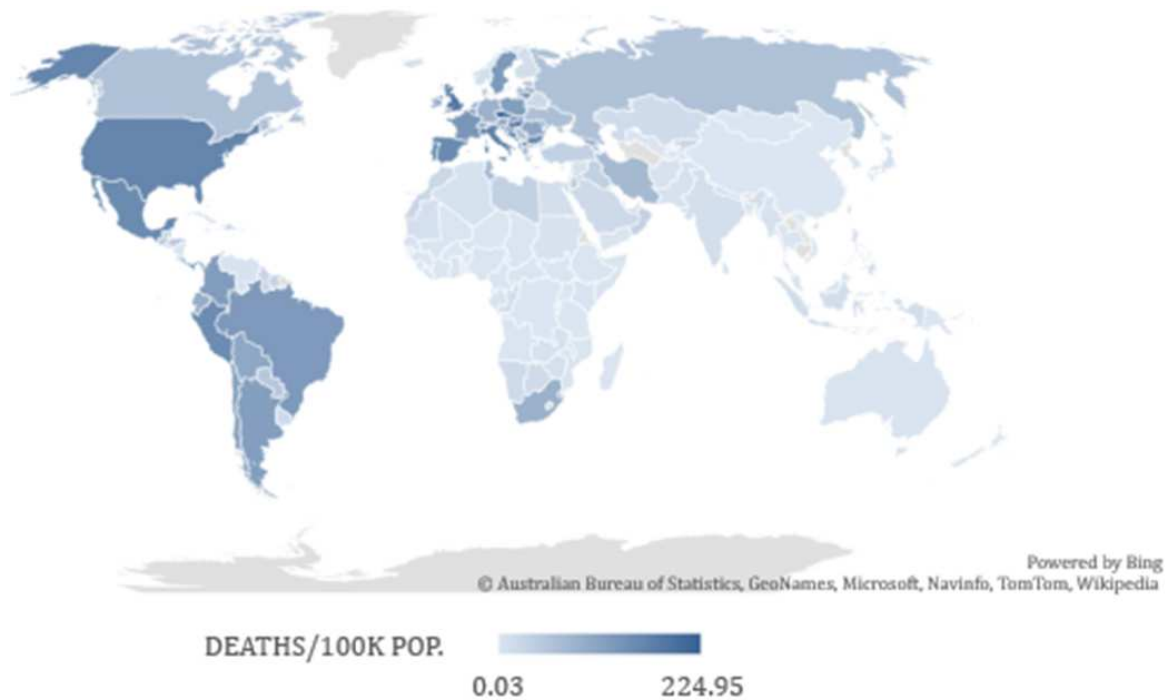 Powered by Bing
© Australian Bureau of Statistics, GeoNames, Microsoft, Navinfo, TomTom, Wikipedia
DEATHS/100K POP.
0.03 224.95